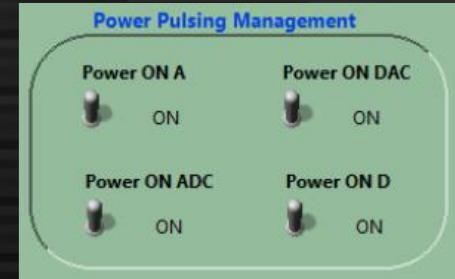 Power Pulsing Management
Power ON A
Power ON DAC
ON
ON
Power ON ADC
Power ON D
ON
ON